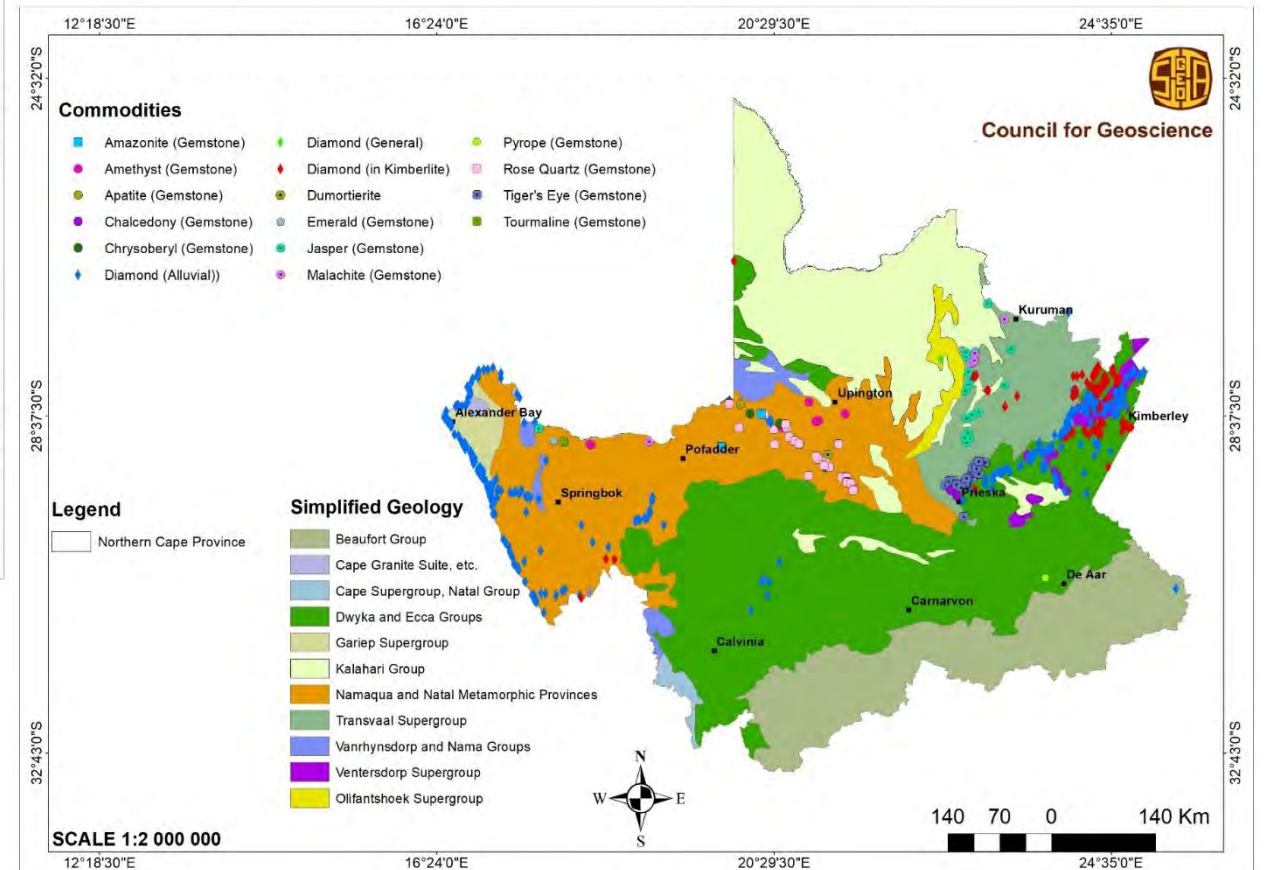 12°18'30"E 16°24'0"E 20°29'30"E 24°35'0"E
24°32'0"S
24°32'0"S
Council for Geoscience
Commodities
Amazonite (Gemstone)
Amethyst (Gemstone)
Apatite (Gemstone)
Chalcedony (Gemstone)
Chrysoberyl (Gemstone)
Diamond (Alluvial))
Diamond (General)
Diamond (in Kimberlite)
Dumortierite
Emerald (Gemstone)
Jasper (Gemstone)
Malachite (Gemstone)
Pyrope (Gemstone)
Rose Quartz (Gemstone)
Tiger's Eye (Gemstone)
Tourmaline (Gemstone)
Kuruman
28°37'30"S
Alexander Bay
Upington
Kimberley
28°37'30"S
Pofadder
Springbok
Prieska
De Aar
Carnarvon
Calvinia
Legend
Northern Cape Province
Simplified Geology
Beaufort Group
Cape Granite Suite, etc.
Cape Supergroup, Natal Group
Dwyka and Ecca Groups
Gariep Supergroup
Kalahari Group
Namaqua and Natal Metamorphic Provinces
Transvaal Supergroup
Vanrhynsdorp and Nama Groups
Ventersdorp Supergroup
Olifantshoek Supergroup
32°43'0"S
32°43'0"S
N
W E
S
140 70 0 140 Km
SCALE 1:2 000 000
12°18'30"E 16°24'0"E 20°29'30"E 24°35'0"E